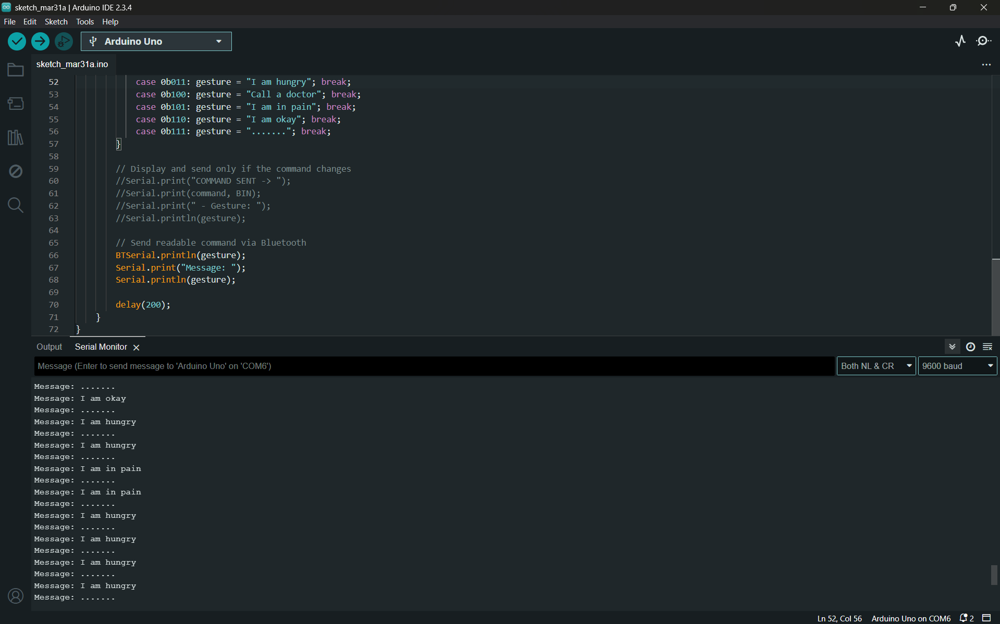 sketch_mar31a | Arduino IDE 2.3.4
File Edit Sketch Tools Help
Arduino Uno
sketch_mar31a.ino
52 case 0b011: gesture = "I am hungry"; break;
53 case 0b100: gesture = "Call a doctor"; break;
54 case 0b101: gesture = "I am in pain"; break;
55 case 0b110: gesture = "I am okay"; break;
56 case 0b111: gesture = "......."; break;
57 }
58
59 // Display and send only if the command changes
60 //Serial.print("COMMAND SENT -> ");
61 //Serial.print(command, BIN);
62 //Serial.print(" - Gesture: ");
63 //Serial.println(gesture);
64
65 // Send readable command via Bluetooth
66 BTSerial.println(gesture);
67 Serial.print("Message: ");
68 Serial.println(gesture);
69
70 delay(200);
71 }
72 }
Output Serial Monitor
Message (Enter to send message to 'Arduino Uno' on 'COM6') Both NL & CR 9600 baud
Message: .......
Message: I am okay
Message: .......
Message: I am hungry
Message: .......
Message: I am hungry
Message: .......
Message: I am in pain
Message: .......
Message: I am in pain
Message: .......
Message: I am hungry
Message: .......
Message: I am hungry
Message: .......
Message: I am hungry
Message: .......
Message: I am hungry
Message: .......
Ln 52, Col 56 Arduino Uno on COM6 2